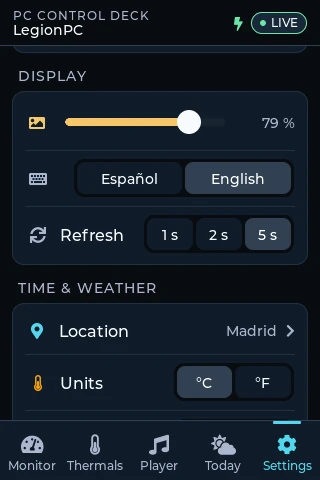 PC CONTROL DECK
LegionPC
LIVE
DISPLAY
79 %
Español English
Refresh 1 s 2 s 5 s
TIME & WEATHER
Location Madrid
Units °C °F
Monitor Thermals Player Today Settings